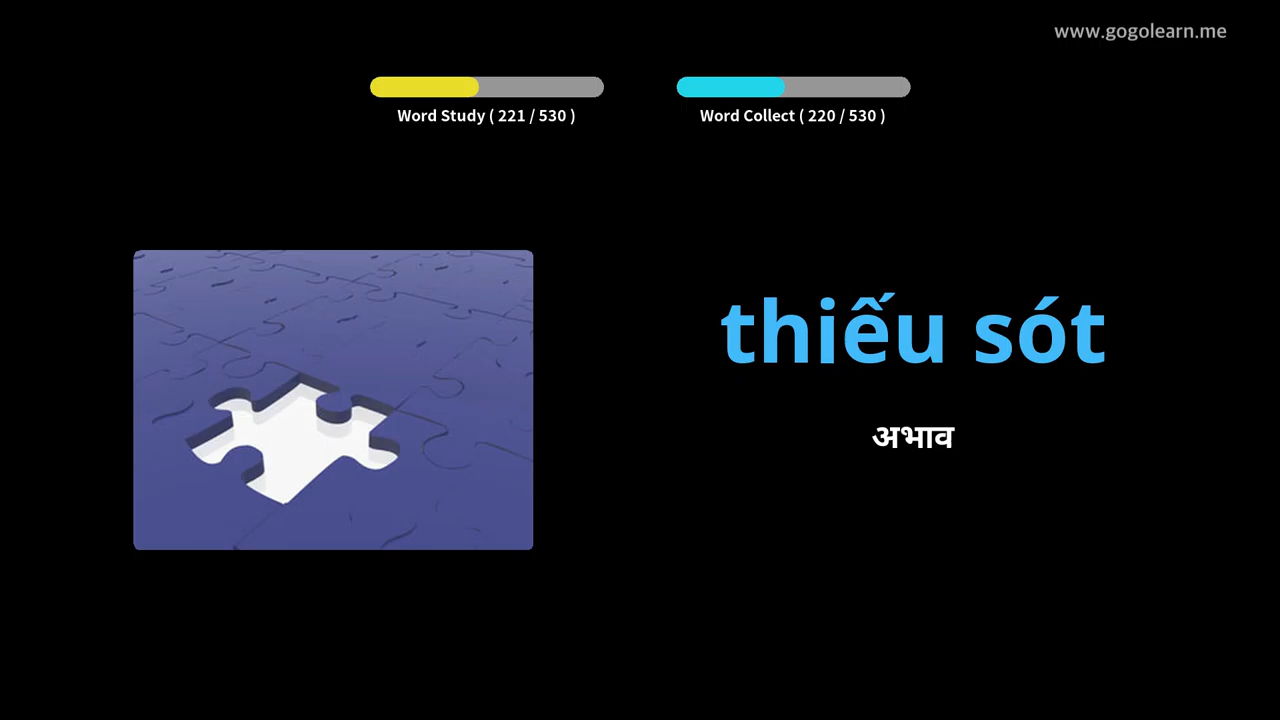 www.gogolearn.me
Word Study ( 221 / 530 )
Word Collect ( 220 / 530 )
thiếu sót
अभाव